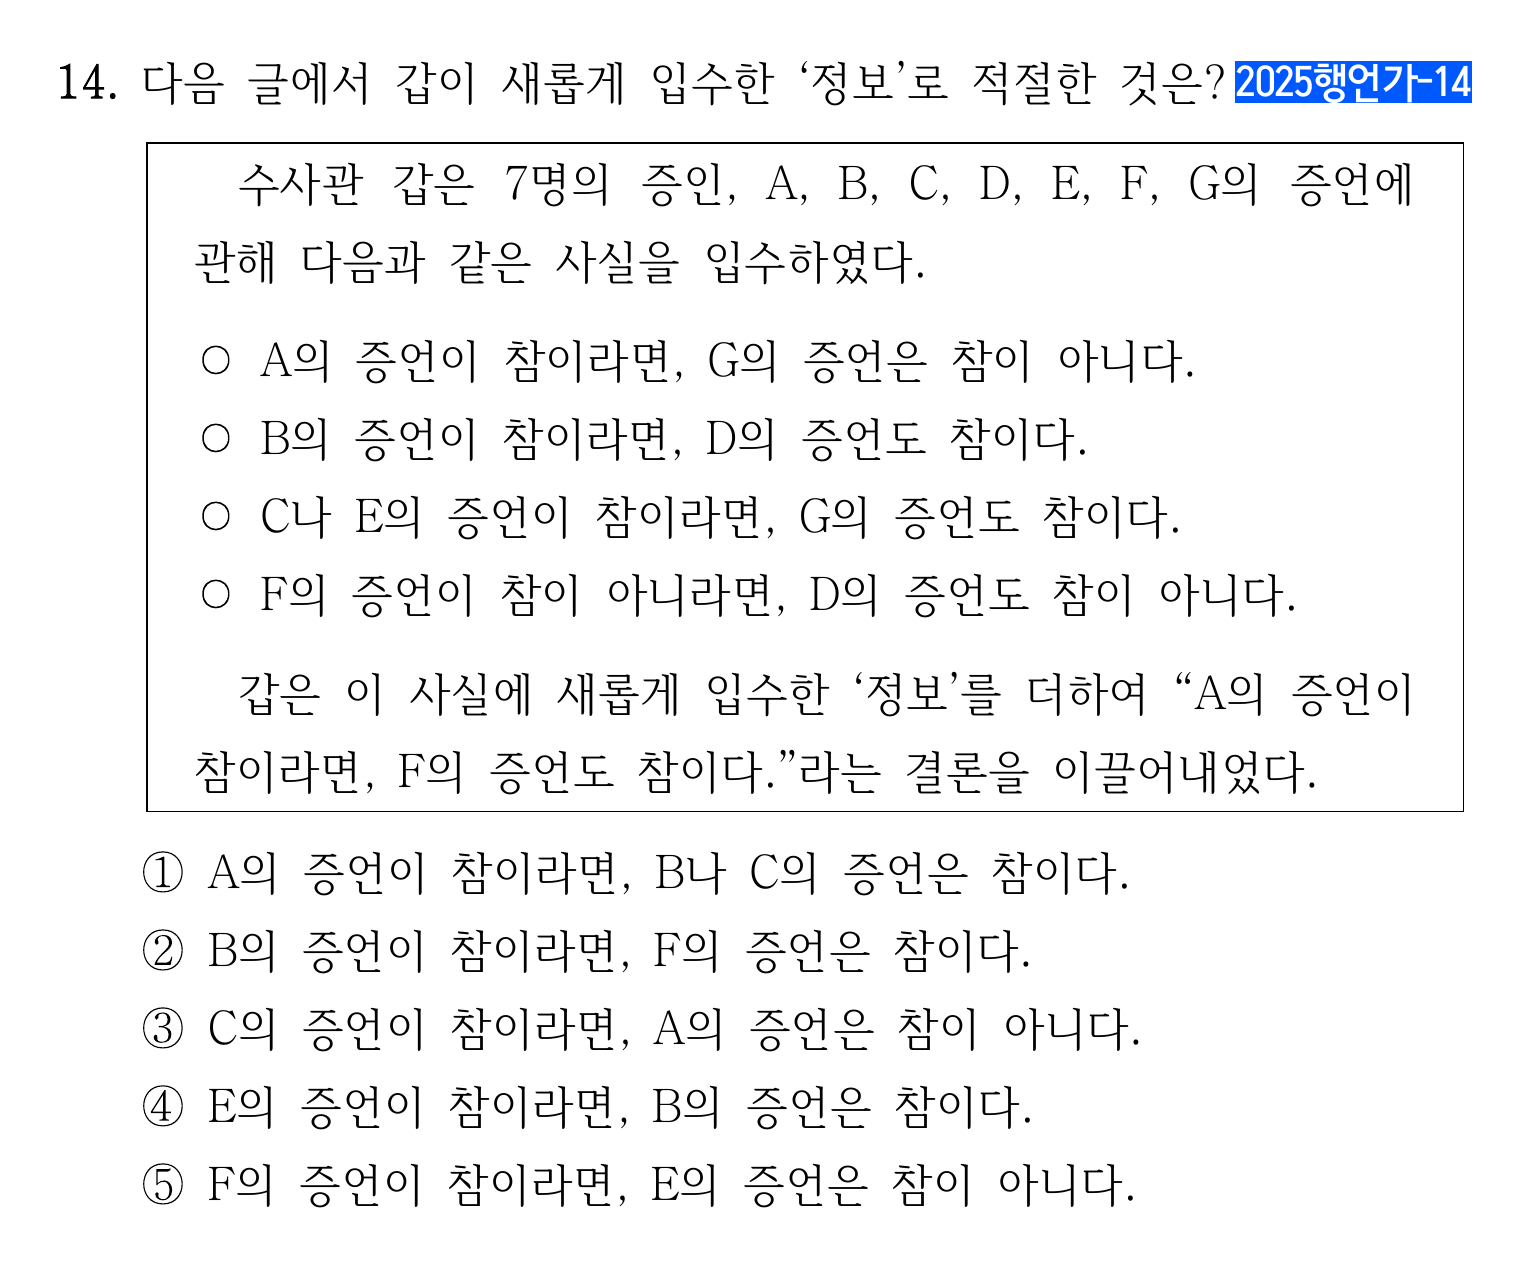 14. 다음 글에서 갑이 새롭게 입수한 ‘정보’로 적절한 것은? 2025행언가-14
수사관 갑은 7명의 증인, A, B, C, D, E, F, G의 증언에
관해 다음과 같은 사실을 입수하였다.
○ A의 증언이 참이라면, G의 증언은 참이 아니다.
○ B의 증언이 참이라면, D의 증언도 참이다.
○ C나 E의 증언이 참이라면, G의 증언도 참이다.
○ F의 증언이 참이 아니라면, D의 증언도 참이 아니다.
갑은 이 사실에 새롭게 입수한 ‘정보’를 더하여 “A의 증언이
참이라면, F의 증언도 참이다.”라는 결론을 이끌어내었다.
① A의 증언이 참이라면, B나 C의 증언은 참이다.
② B의 증언이 참이라면, F의 증언은 참이다.
③ C의 증언이 참이라면, A의 증언은 참이 아니다.
④ E의 증언이 참이라면, B의 증언은 참이다.
⑤ F의 증언이 참이라면, E의 증언은 참이 아니다.